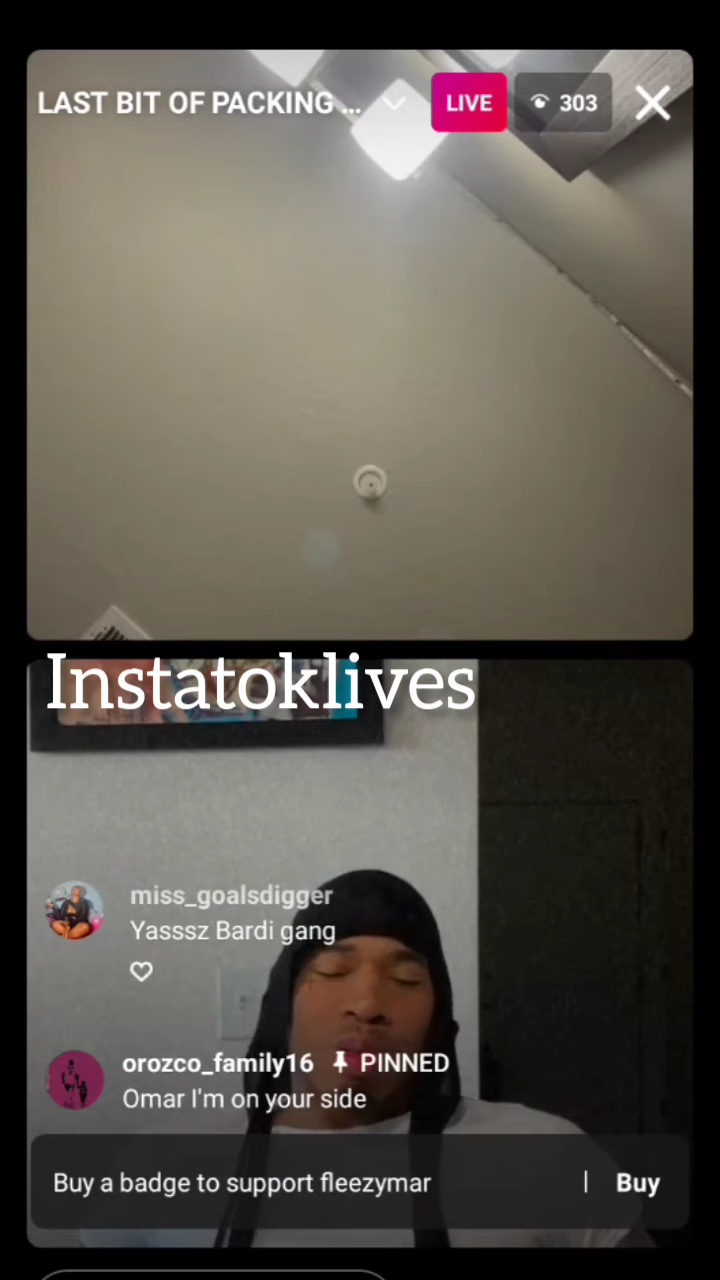 LAST BIT OF PACKING ...
LIVE
303
Instatoklives
miss_goalsdigger
Yasssz Bardi gang
orozco_family16 PINNED
Omar I'm on your side
Buy a badge to support fleezymar | Buy